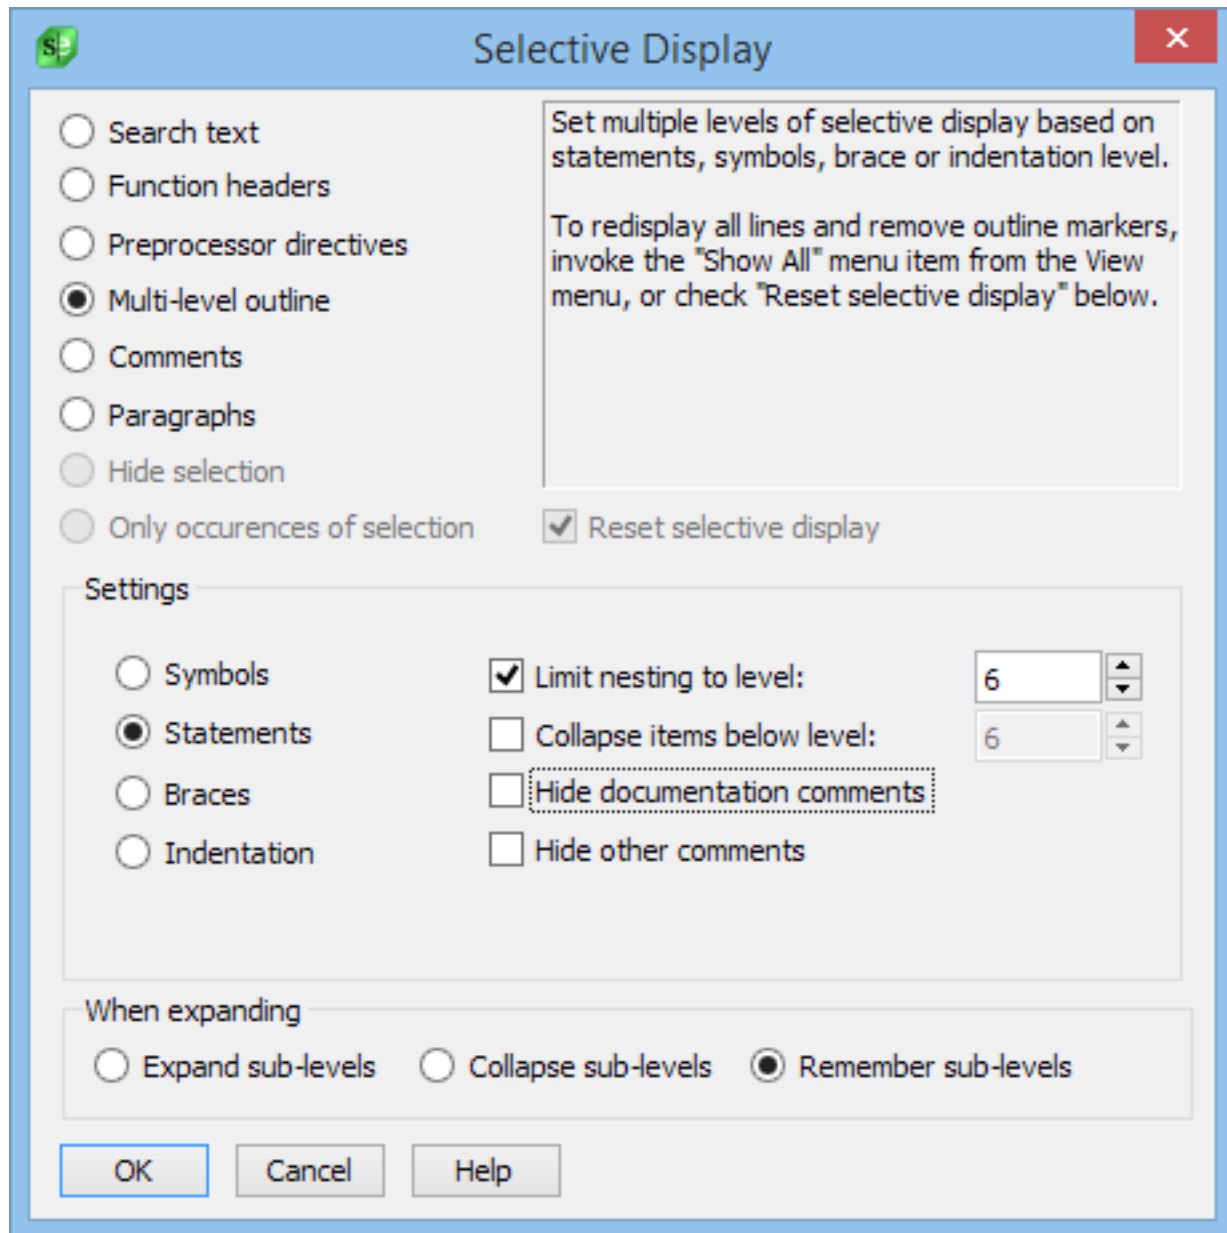 Selective Display
Search text
Function headers
Preprocessor directives
Multi-level outline
Comments
Paragraphs
Hide selection
Only occurences of selection
Set multiple levels of selective display based on
statements, symbols, brace or indentation level.
To redisplay all lines and remove outline markers,
invoke the "Show All" menu item from the View
menu, or check "Reset selective display" below.
Reset selective display
Settings
Symbols
Statements
Braces
Indentation
Limit nesting to level: 6
Collapse items below level: 6
Hide documentation comments
Hide other comments
When expanding
Expand sub-levels Collapse sub-levels Remember sub-levels
OK Cancel Help